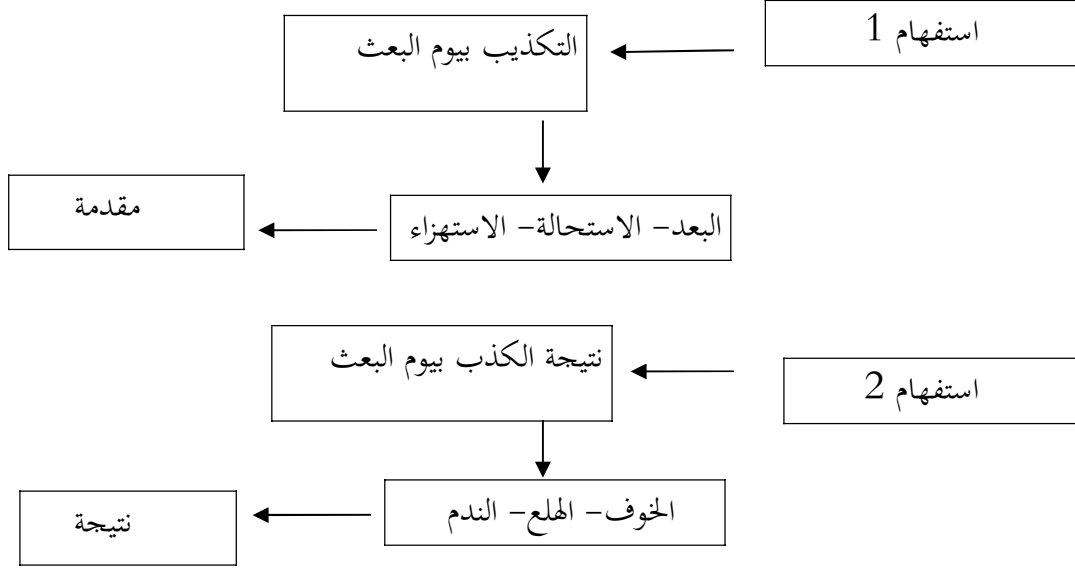 استفهام 1
التكذيب بيوم البعث
البعد– الاستحالة– الاستهزاء
مقدمة
استفهام 2
نتيجة الكذب بيوم البعث
الخوف– الهلع– الندم
نتيجة